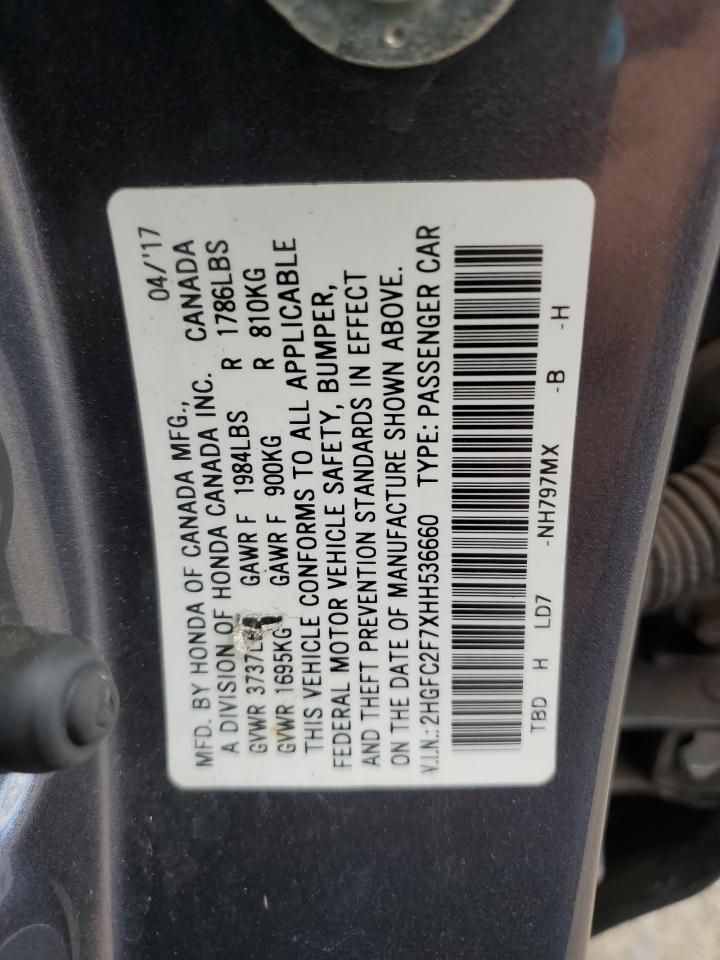 MFD. BY HONDA OF CANADA MFG., 04/'17
A DIVISION OF HONDA CANADA INC. CANADA
GVWR 3737L GAWR F 1984LBS R 1786LBS
GVWR 1695KG GAWR F 900KG R 810KG
THIS VEHICLE CONFORMS TO ALL APPLICABLE
FEDERAL MOTOR VEHICLE SAFETY, BUMPER,
AND THEFT PREVENTION STANDARDS IN EFFECT
ON THE DATE OF MANUFACTURE SHOWN ABOVE.
V.I.N.: 2HGFC2F7XHH536660 TYPE: PASSENGER CAR
TBD H LD7 -NH797MX -B -H